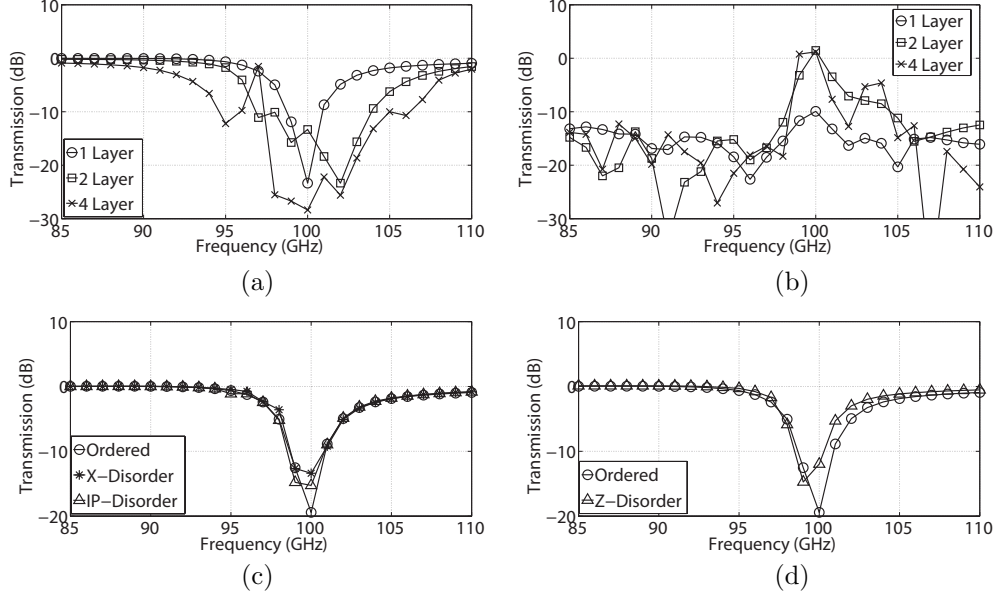 10
0
−10
−20
−30
Transmission (dB)
1 Layer
2 Layer
4 Layer
85 90 95 100 105 110
Frequency (GHz)
(a)
10
0
−10
−20
−30
Transmission (dB)
1 Layer
2 Layer
4 Layer
85 90 95 100 105 110
Frequency (GHz)
(b)
10
0
−10
−20
Transmission (dB)
Ordered
X−Disorder
IP−Disorder
85 90 95 100 105 110
Frequency (GHz)
(c)
10
0
−10
−20
Transmission (dB)
Ordered
Z−Disorder
85 90 95 100 105 110
Frequency (GHz)
(d)